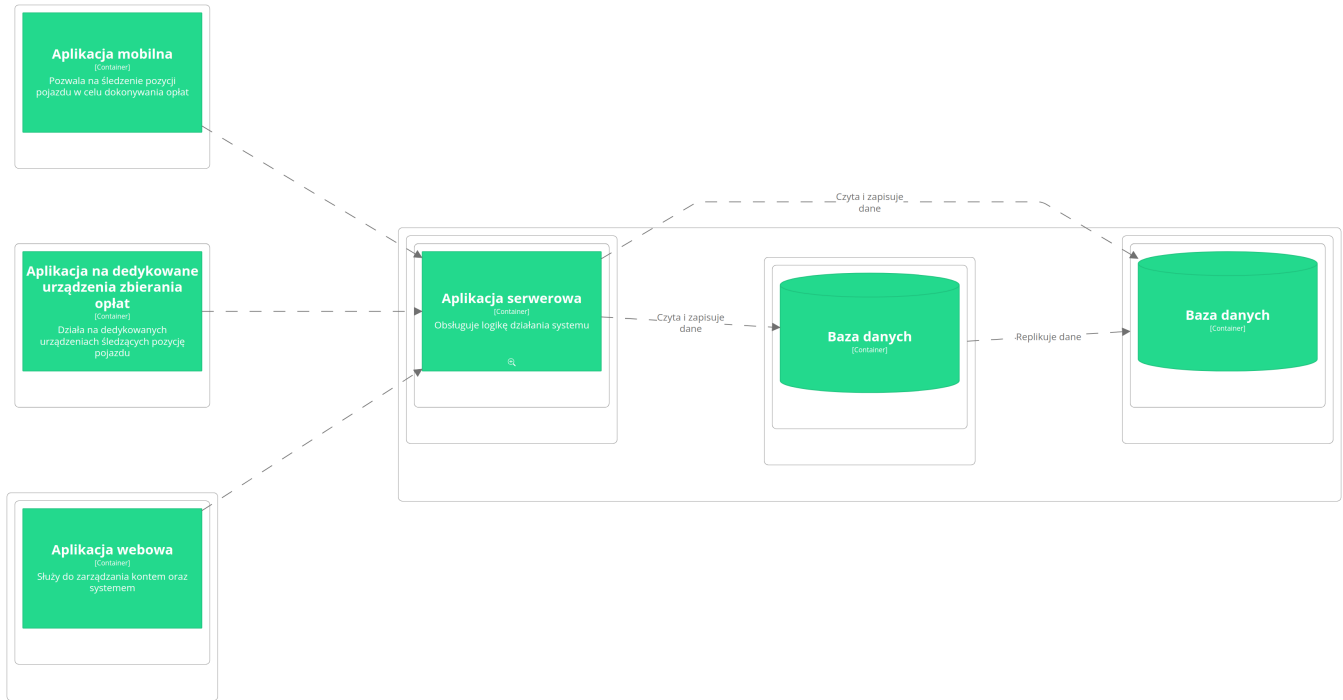 Aplikacja mobilna
[Container]
Pozwala na śledzenie pozycji
pojazdu w celu dokonywania opłat
Aplikacja na dedykowane
urządzenia zbierania
opłat
[Container]
Działa na dedykowanych
urządzeniach śledzących pozycję
pojazdu
Aplikacja webowa
[Container]
Służy do zarządzania kontem oraz
systemem
Aplikacja serwerowa
[Container]
Obsługuje logikę działania systemu
Czyta i zapisuje
dane
Czyta i zapisuje
dane
Baza danych
[Container]
Replikuje dane
Baza danych
[Container]